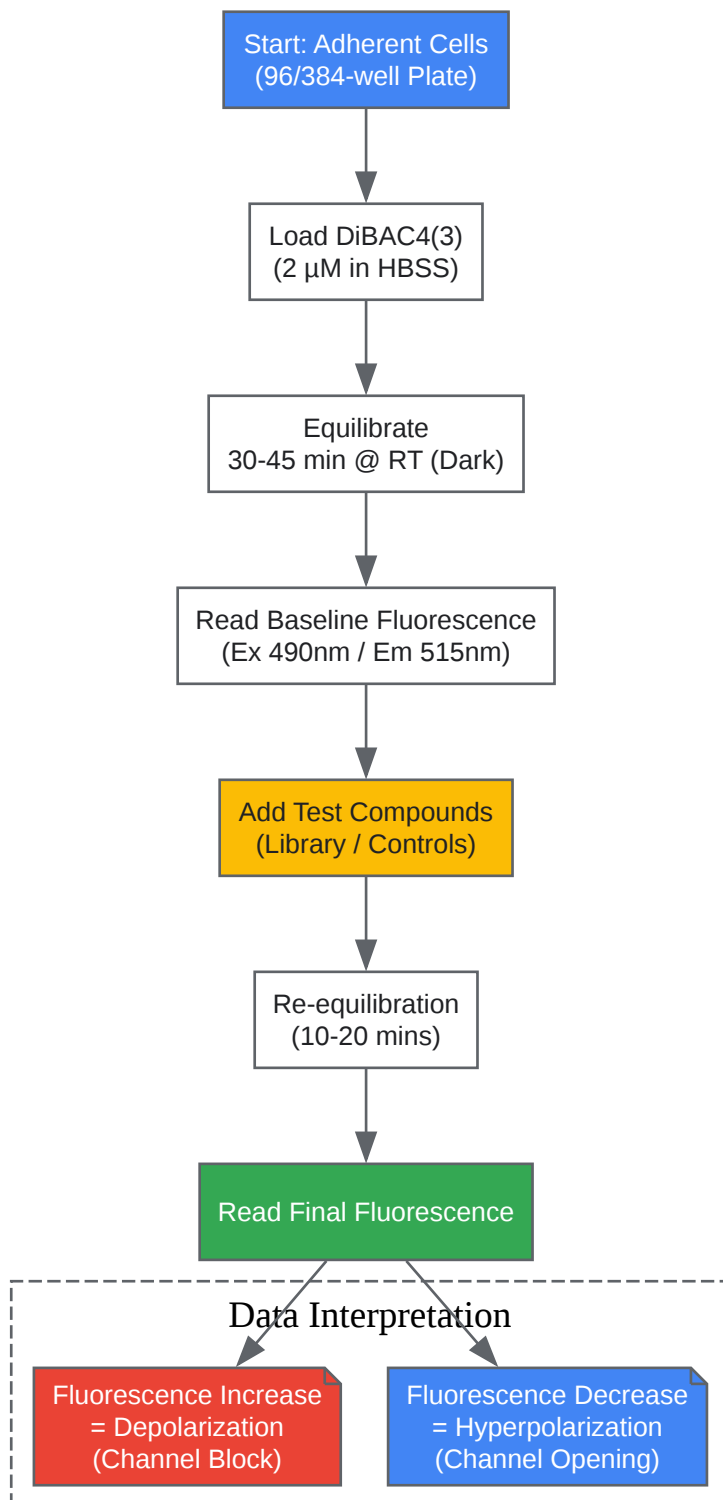 Start: Adherent Cells
(96/384-well Plate)
Load DiBAC4(3)
(2 µM in HBSS)
Equilibrate
30-45 min @ RT (Dark)
Read Baseline Fluorescence
(Ex 490nm / Em 515nm)
Add Test Compounds
(Library / Controls)
Re-equilibration
(10-20 mins)
Read Final Fluorescence
Data Interpretation
Fluorescence Increase
= Depolarization
(Channel Block)
Fluorescence Decrease
= Hyperpolarization
(Channel Opening)